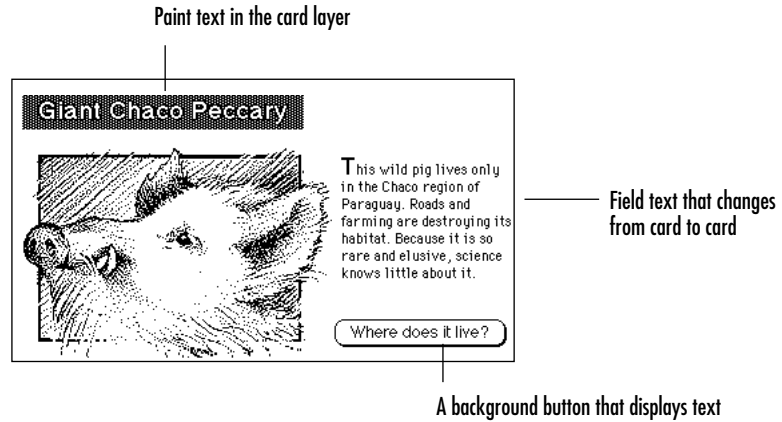 Paint text in the card layer
Giant Chaco Peccary
This wild pig lives only
in the Chaco region of
Paraguay. Roads and
farming are destroying its
habitat. Because it is so
rare and elusive, science
knows little about it.
Field text that changes
from card to card
Where does it live?
A background button that displays text